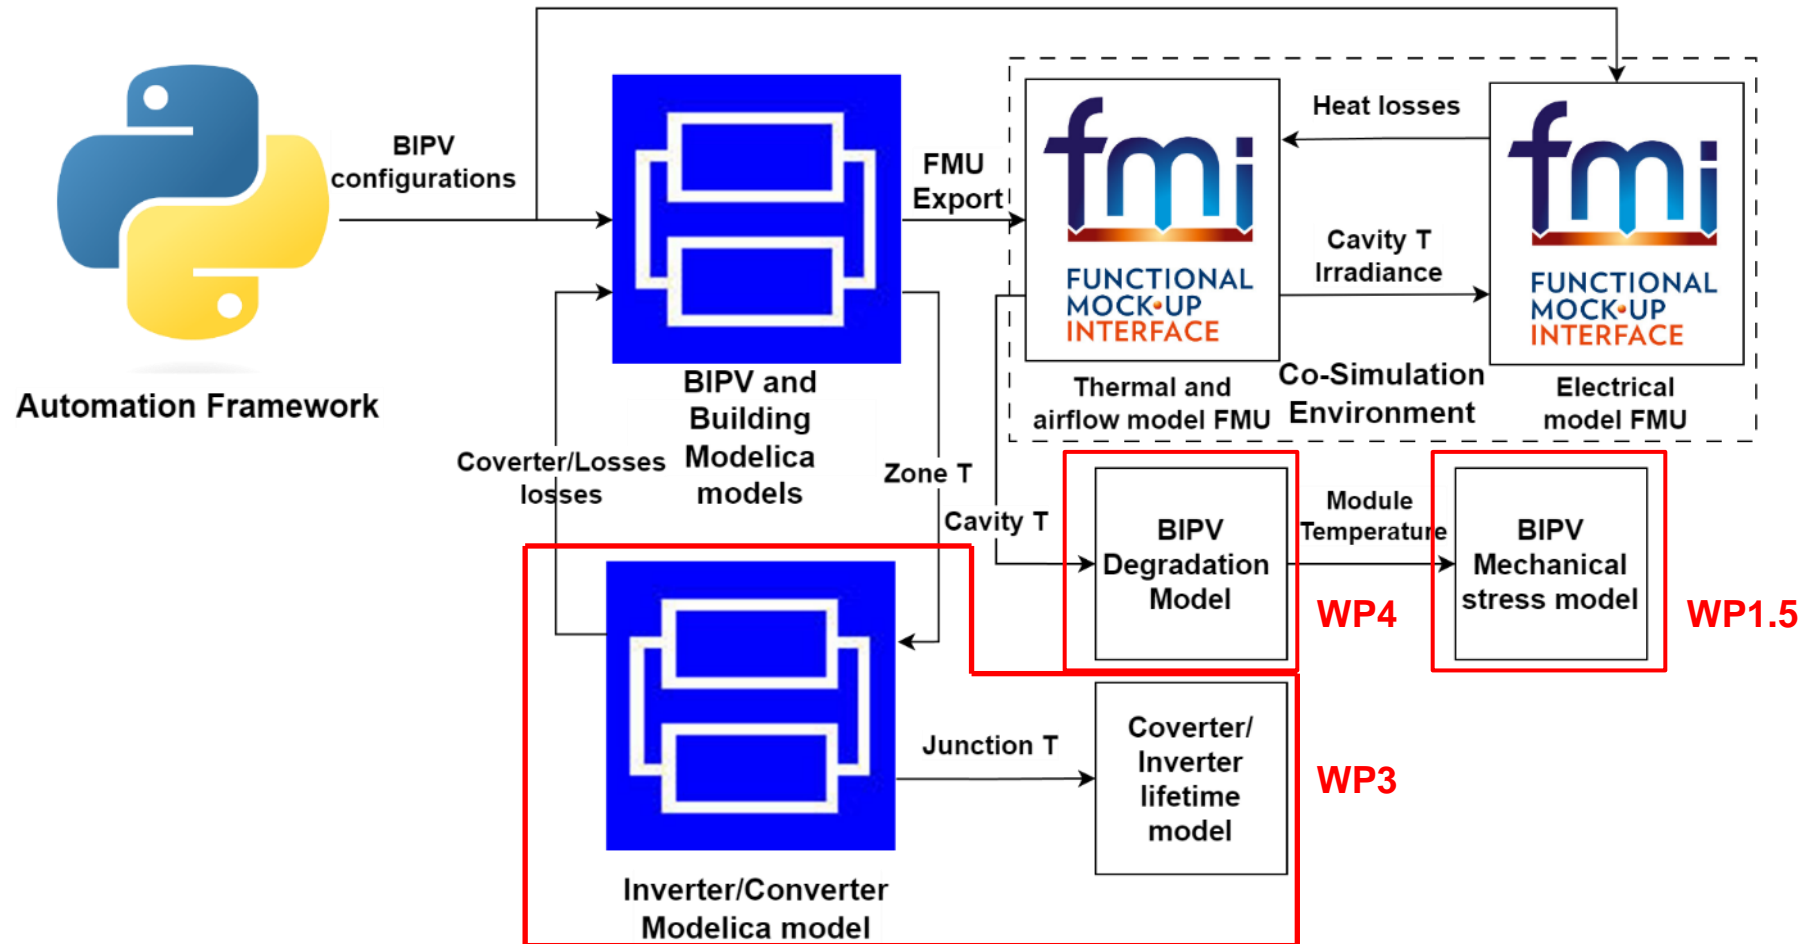 BIPV
configurations
Automation Framework
BIPV and
Building
Modelica
models
FMU
Export
fmi
FUNCTIONAL
MOCK•UP
INTERFACE
Thermal and
airflow model FMU
Heat losses
Cavity T
Irradiance
Co-Simulation
Environment
fmi
FUNCTIONAL
MOCK•UP
INTERFACE
Electrical
model FMU
Coverter/Losses
losses
Zone T
Cavity T
BIPV
Degradation
Model
WP4
Module
Temperature
BIPV
Mechanical
stress model
WP1.5
Inverter/Converter
Modelica model
Junction T
Coverter/
Inverter
lifetime
model
WP3